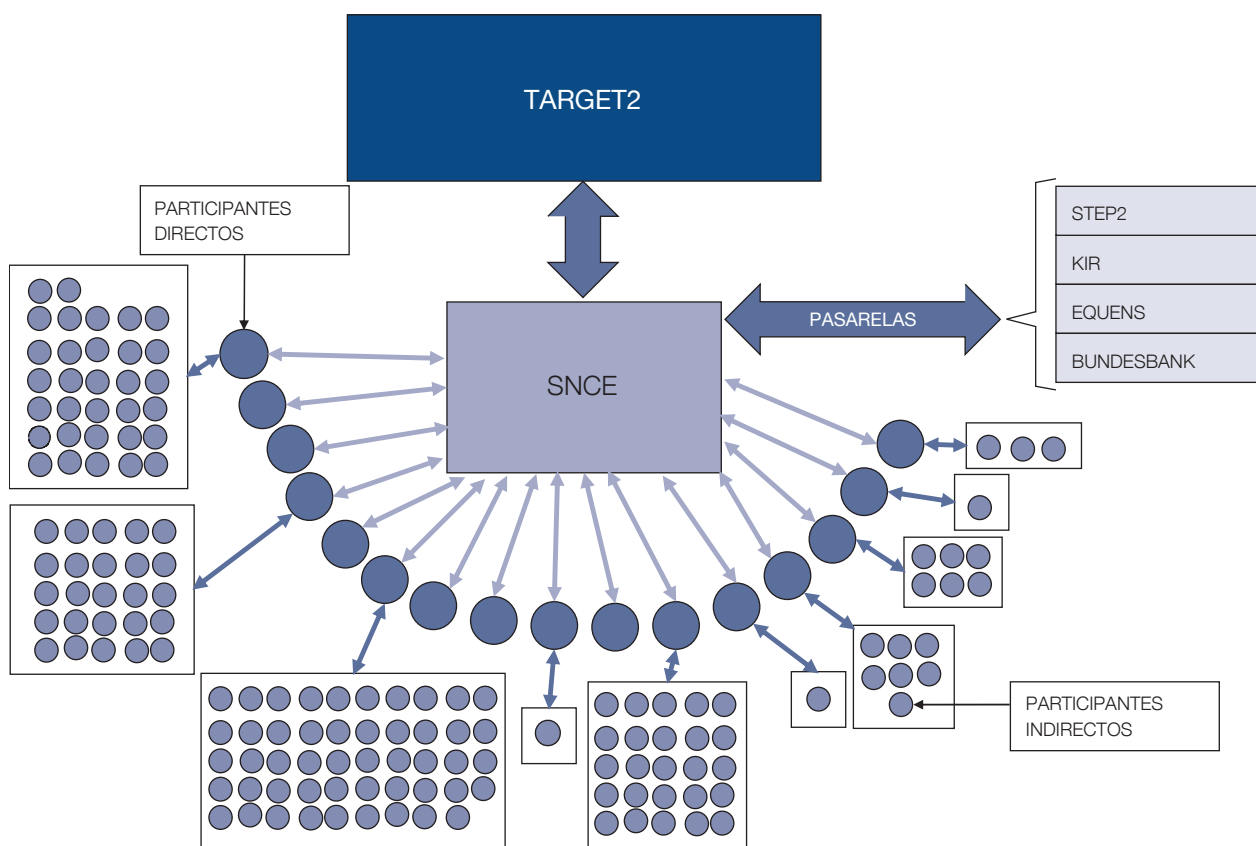 TARGET2
PARTICIPANTES
DIRECTOS
STEP2
KIR
EQUENS
BUNDESBANK
PASARELAS
SNCE
PARTICIPANTES
INDIRECTOS